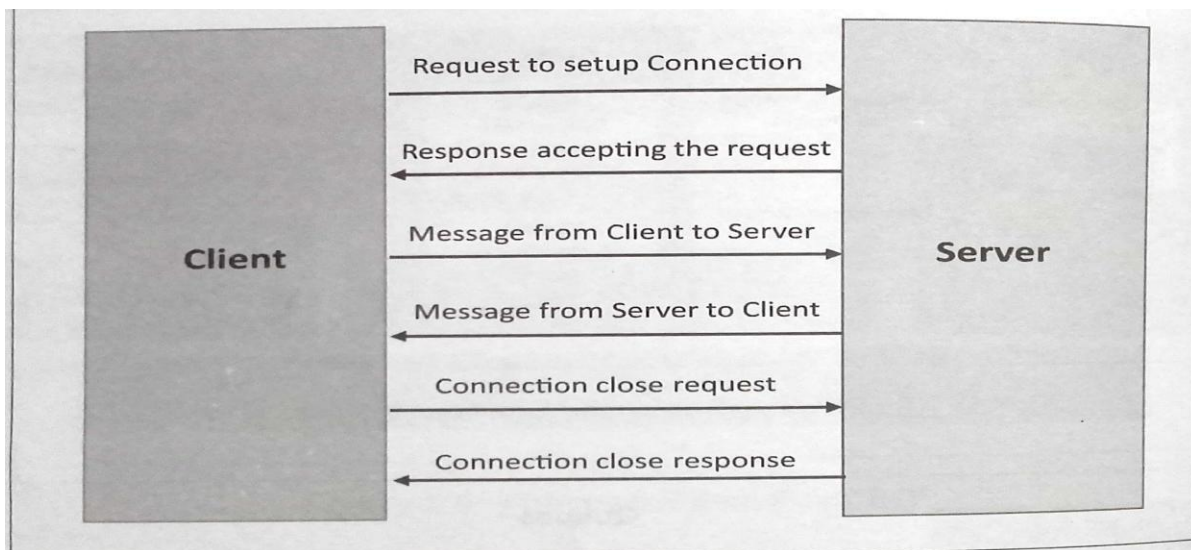 Request to setup Connection
Response accepting the request
Message from Client to Server
Client
Server
Message from Server to Client
Connection close request
Connection close response